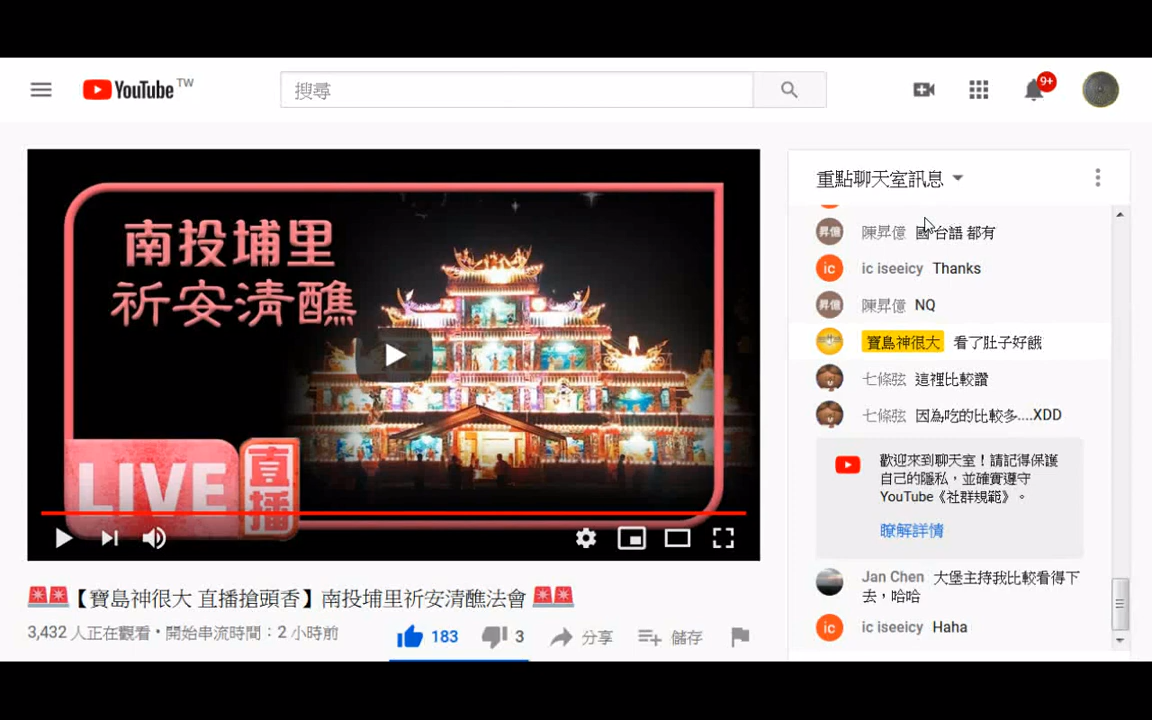 YouTube TW
搜尋
9+
南投埔里
祈安清醮
LIVE
壹播
重點聊天室訊息
昇億 陳昇億 國台語 都有
ic ic iseeicy Thanks
昇億 陳昇億 NQ
寶島神很大 看了肚子好餓
七條弦 這裡比較讚
七條弦 因為吃的比較多....XDD
歡迎來到聊天室！請記得保護
自己的隱私，並確實遵守
YouTube《社群規範》。
瞭解詳情
Jan Chen 大堡主持我比較看得下
去，哈哈
ic ic iseeicy Haha
【寶島神很大 直播搶頭香】南投埔里祈安清醮法會
3,432 人正在觀看 • 開始串流時間：2 小時前
183
3
分享
儲存